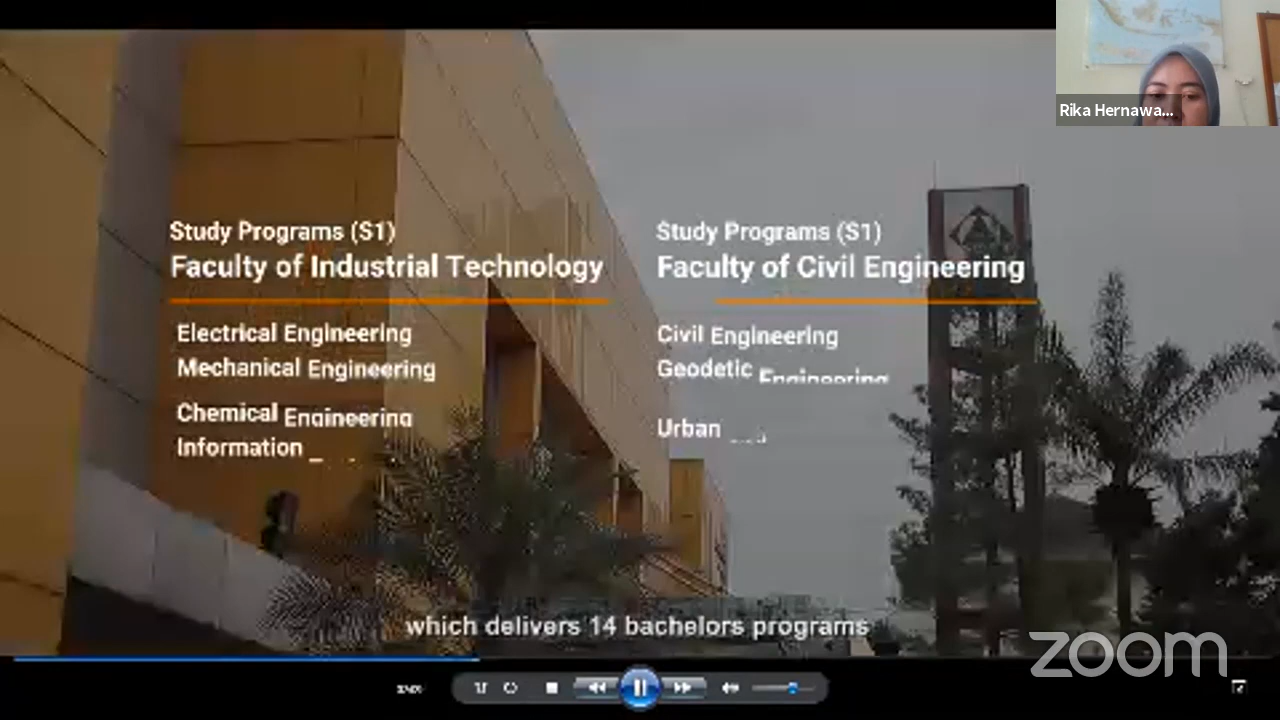 Rika Hernawa...
Study Programs (S1)
Faculty of Industrial Technology
Electrical Engineering
Mechanical Engineering
Chemical Engineering
Information
Study Programs (S1)
Faculty of Civil Engineering
Civil Engineering
Geodetic Engineering
Urban
which delivers 14 bachelors programs
zoom